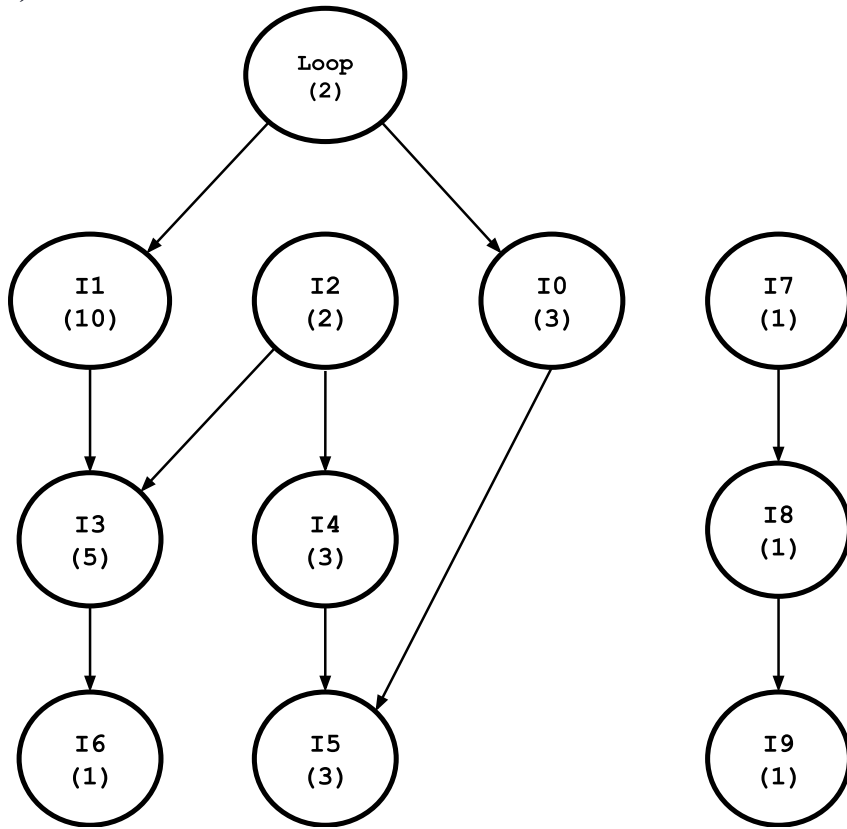 Loop
(2)
I1
(10)
I2
(2)
I0
(3)
I7
(1)
I3
(5)
I4
(3)
I8
(1)
I6
(1)
I5
(3)
I9
(1)